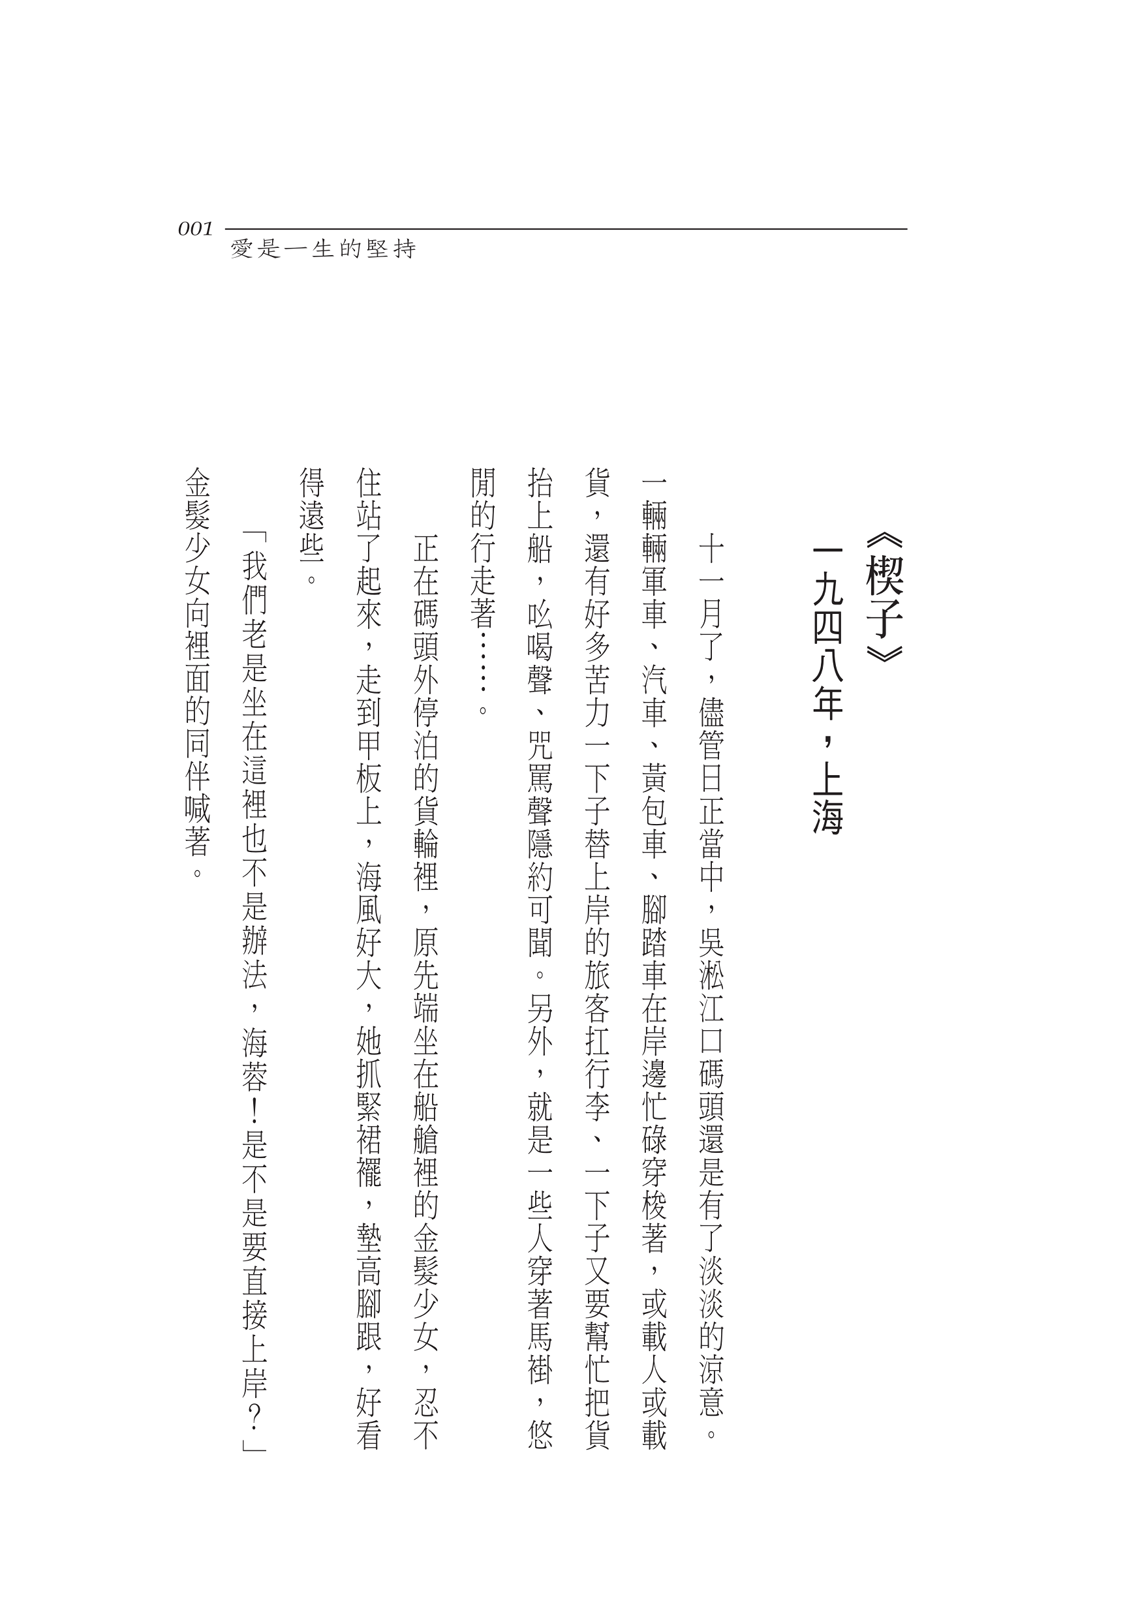 001
愛是一生的堅持
《楔子》
一九四八年，上海
十一月了，儘管日正當中，吳淞江口碼頭還是有了淡淡的涼意。
一輛輛軍車、汽車、黃包車、腳踏車在岸邊忙碌穿梭著，或載人或載
貨，還有好多苦力一下子替上岸的旅客扛行李、一下子又要幫忙把貨
抬上船，吆喝聲、咒罵聲隱約可聞。另外，就是一些人穿著馬褂，悠
閒的行走著……。
正在碼頭外停泊的貨輪裡，原先端坐在船艙裡的金髮少女，忍不
住站了起來，走到甲板上，海風好大，她抓緊裙襬，墊高腳跟，好看
得遠些。
「我們老是坐在這裡也不是辦法，海蓉！是不是要直接上岸？」
金髮少女向裡面的同伴喊著。